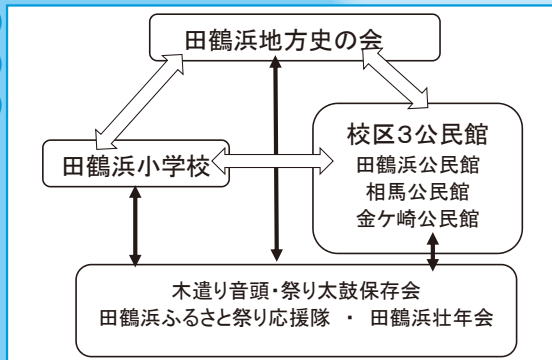 田鶴浜地方史の会
田鶴浜小学校
校区3公民館
田鶴浜公民館
相馬公民館
金ケ崎公民館
木遣り音頭・祭り太鼓保存会
田鶴浜ふるさと祭り応援隊 ・ 田鶴浜壮年会